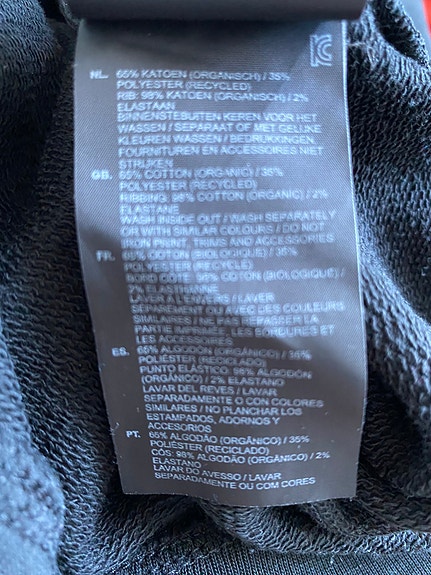 NL. 65% KATOEN (ORGANISCH) / 35%
POLYESTER (RECYCLED)
RIB: 98% KATOEN (ORGANISCH) / 2%
ELASTAAN
BINNENSTEBUITEN KEREN VOOR HET
WASSEN / SEPARAAT OF MET GELIJKE
KLEUREN WASSEN / BEDRUKKINGEN,
FOURNITUREN EN ACCESSOIRES NIET
STRIJKEN
GB. 65% COTTON (ORGANIC) / 35%
POLYESTER (RECYCLED)
RIBBING: 98% COTTON (ORGANIC) / 2%
ELASTANE
WASH INSIDE OUT / WASH SEPARATELY
OR WITH SIMILAR COLOURS / DO NOT
IRON PRINT, TRIMS AND ACCESSORIES
FR. 65% COTTON (BIOLOGIQUE) / 35%
POLYESTER (RECYCLÉ)
BORD CÔTE: 98% COTTON (BIOLOGIQUE) /
2% ELASTHANNE
LAVER À L'ENVERS / LAVER
SÉPARÉMENT OU AVEC DES COULEURS
SIMILAIRES / NE PAS REPASSER LA
PARTIE IMPRIMÉE, LES BORDURES ET
LES ACCESSOIRES
ES. 65% ALGODÓN (ORGÁNICO) / 35%
POLIÉSTER (RECICLADO)
PUNTO ELÁSTICO: 98% ALGODÓN
(ORGÁNICO) / 2% ELASTANO
LAVAR DEL REVES / LAVAR
SEPARADAMENTE O CON COLORES
SIMILARES / NO PLANCHAR LOS
ESTAMPADOS, ADORNOS Y
ACCESORIOS
PT. 65% ALGODÃO (ORGÂNICO) / 35%
POLIÉSTER (RECICLADO)
CÓS: 98% ALGODÃO (ORGÂNICO) / 2%
ELASTANO
LAVAR DO AVESSO / LAVAR
SEPARADAMENTE OU COM CORES